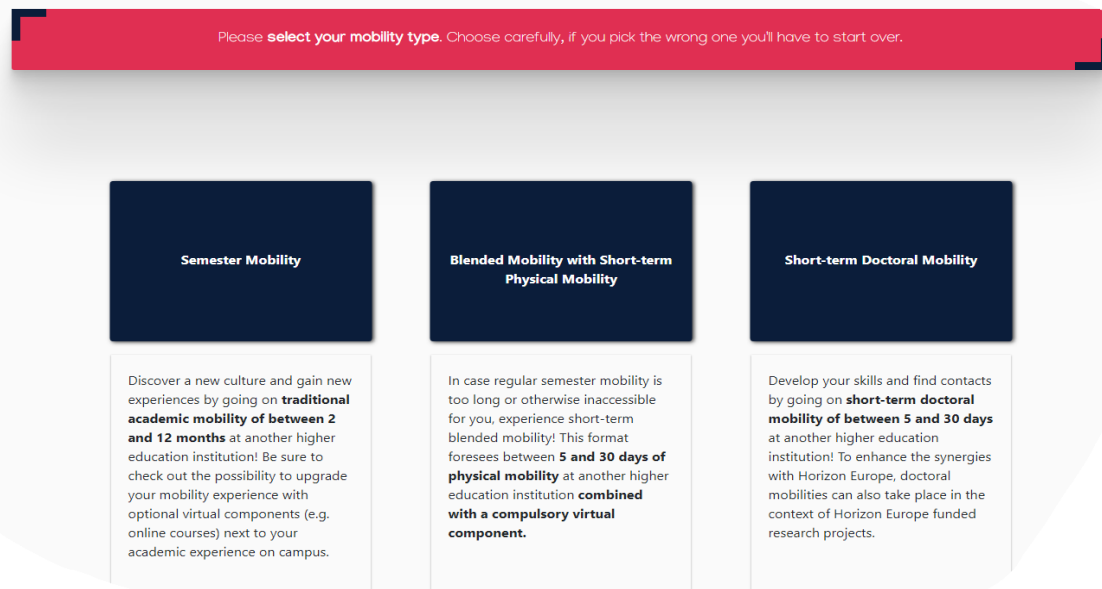 Please select your mobility type. Choose carefully, if you pick the wrong one you'll have to start over.
Semester Mobility
Discover a new culture and gain new
experiences by going on traditional
academic mobility of between 2
and 12 months at another higher
education institution! Be sure to
check out the possibility to upgrade
your mobility experience with
optional virtual components (e.g.
online courses) next to your
academic experience on campus.
Blended Mobility with Short-term
Physical Mobility
In case regular semester mobility is
too long or otherwise inaccessible
for you, experience short-term
blended mobility! This format
foresees between 5 and 30 days of
physical mobility at another higher
education institution combined
with a compulsory virtual
component.
Short-term Doctoral Mobility
Develop your skills and find contacts
by going on short-term doctoral
mobility of between 5 and 30 days
at another higher education
institution! To enhance the synergies
with Horizon Europe, doctoral
mobilities can also take place in the
context of Horizon Europe funded
research projects.